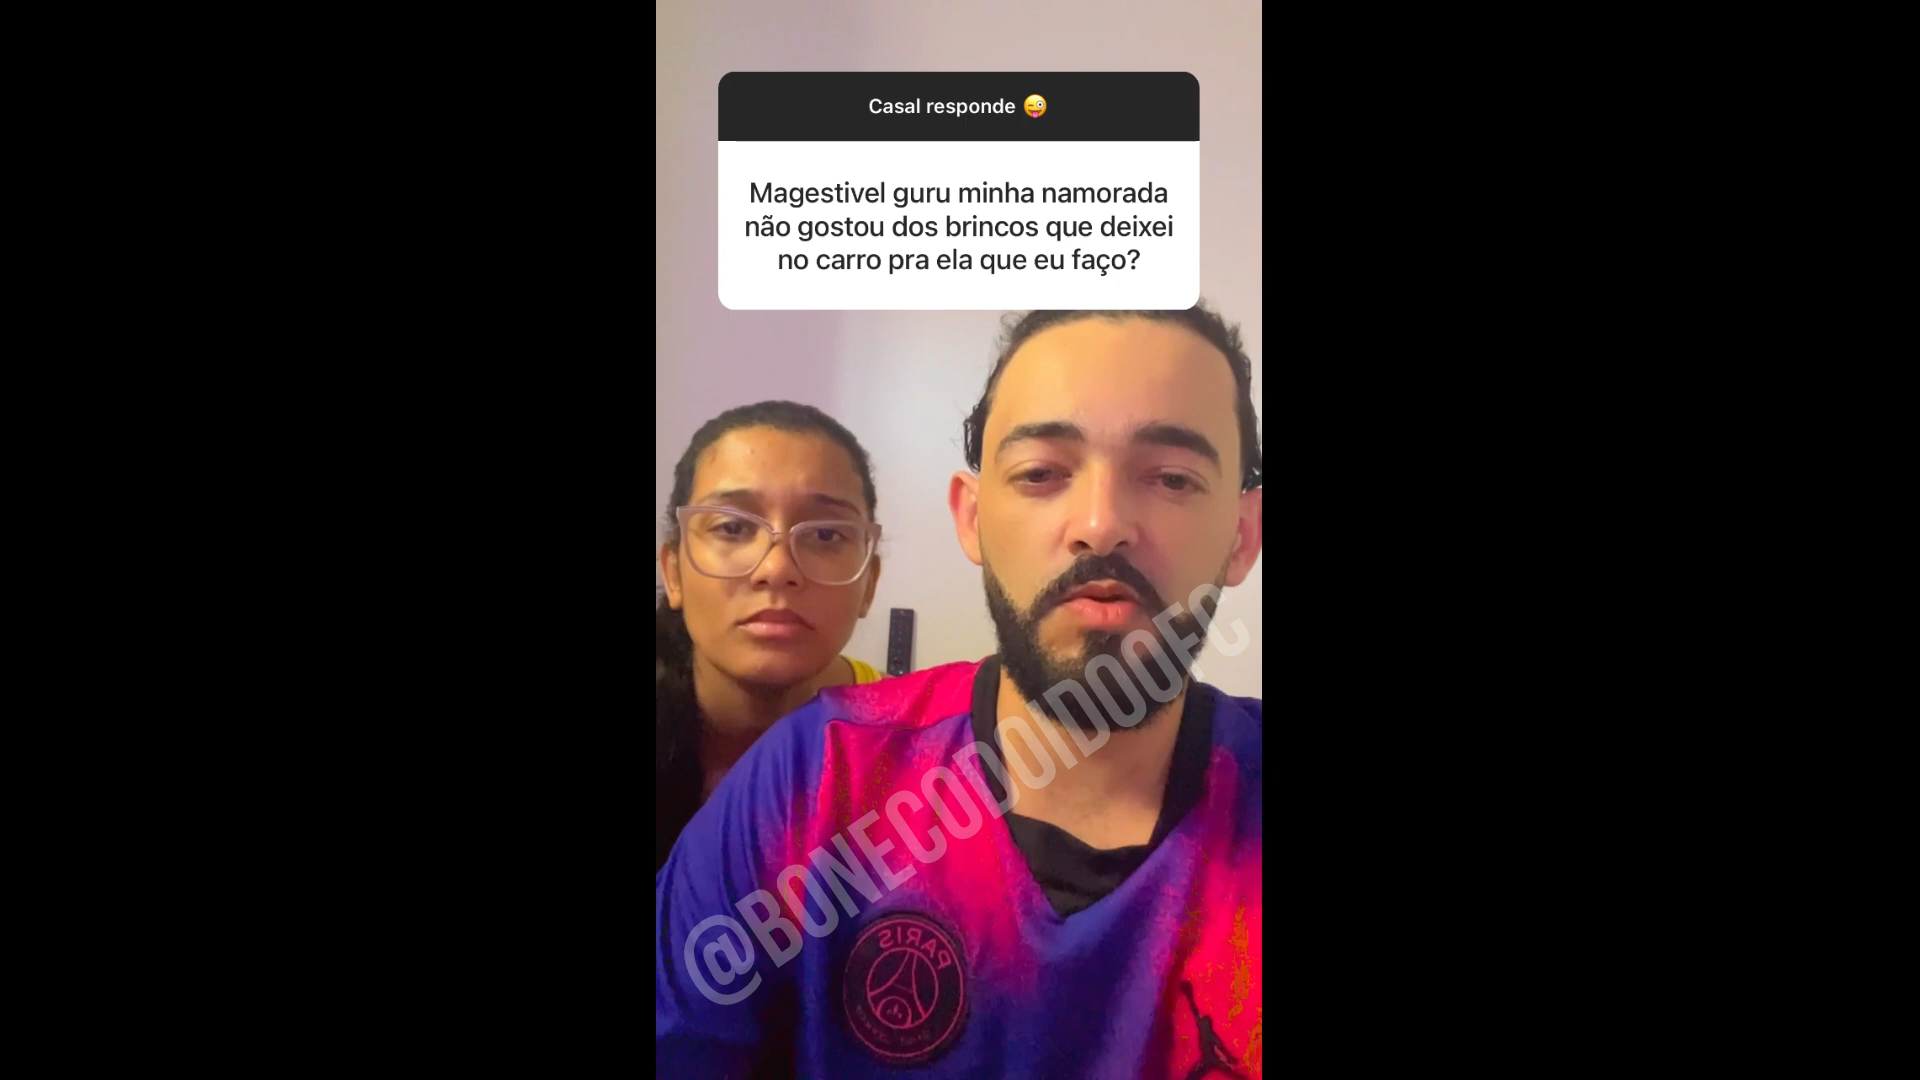 Casal responde 😜
Magestivel guru minha namorada
não gostou dos brincos que deixei
no carro pra ela que eu faço?
@BONECODOIDOOFC
PARIS